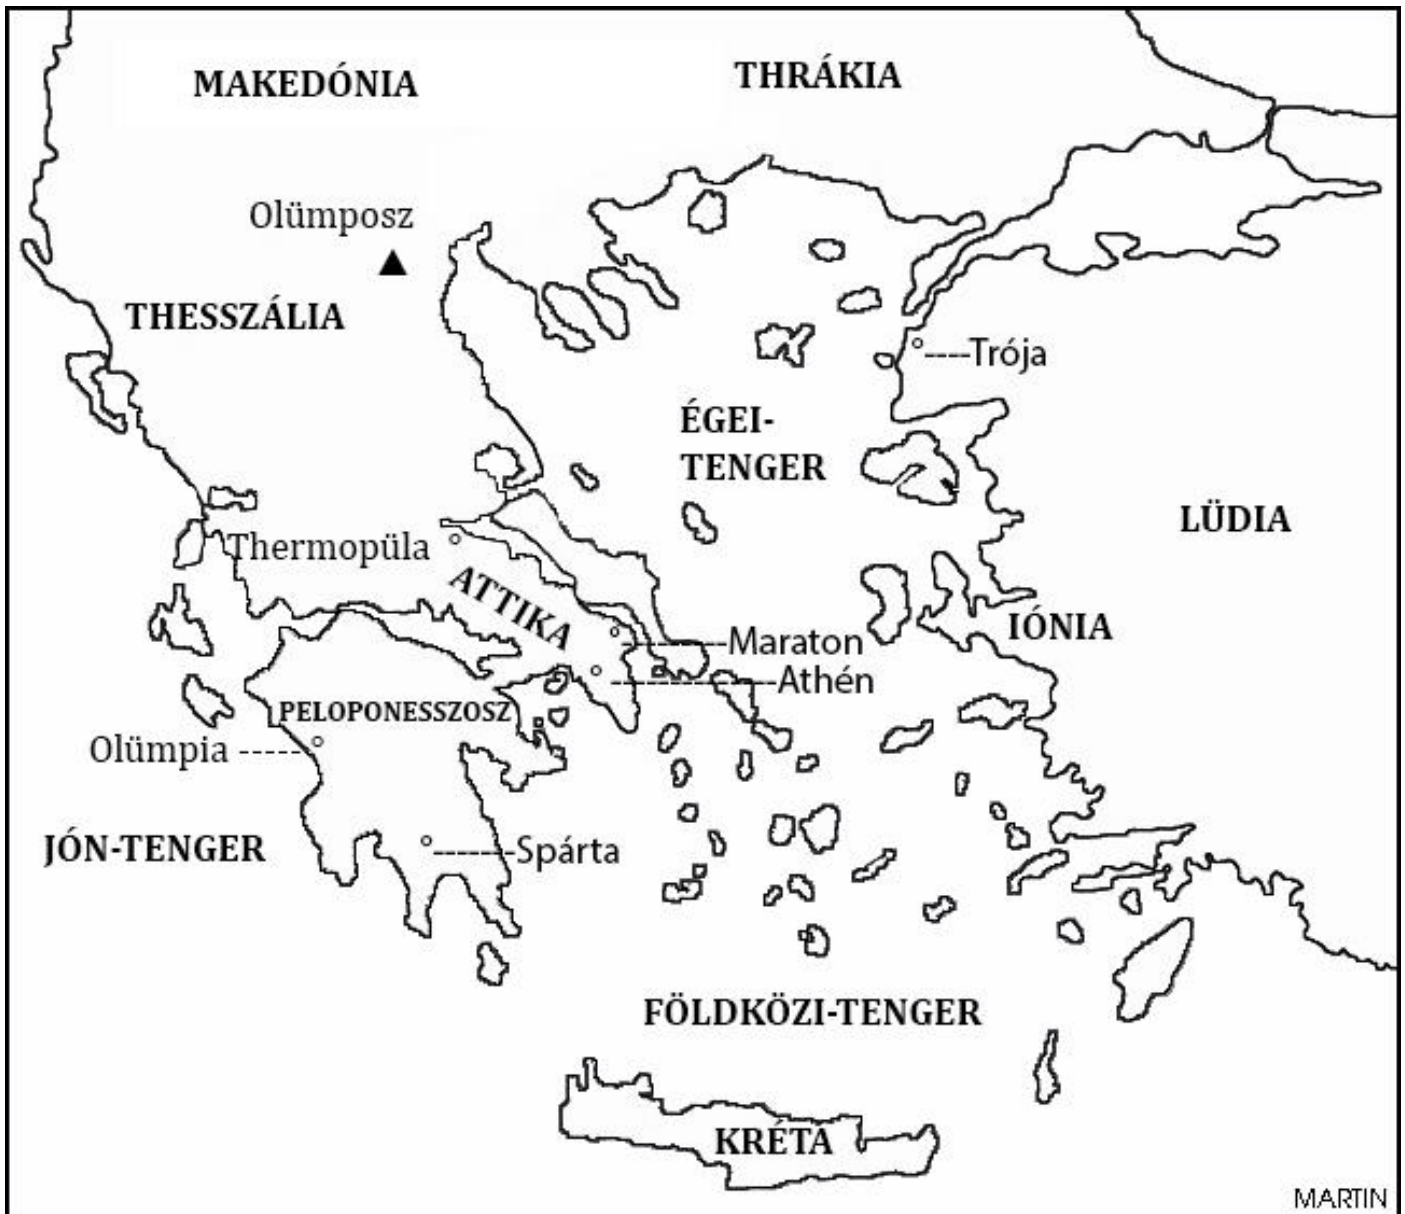 MAKEDÓNIA
THRÁKIA
Olümposz
THESSZÁLIA
----Trója
ÉGEI-
TENGER
LÜDIA
Thermopüla
ATTIKA
IÓNIA
----------Maraton
----------------Athén
PELOPONESSZOSZ
Olümpia -----
JÓN-TENGER
-------Spárta
FÖLDKÖZI-TENGER
KRÉTA
MARTIN